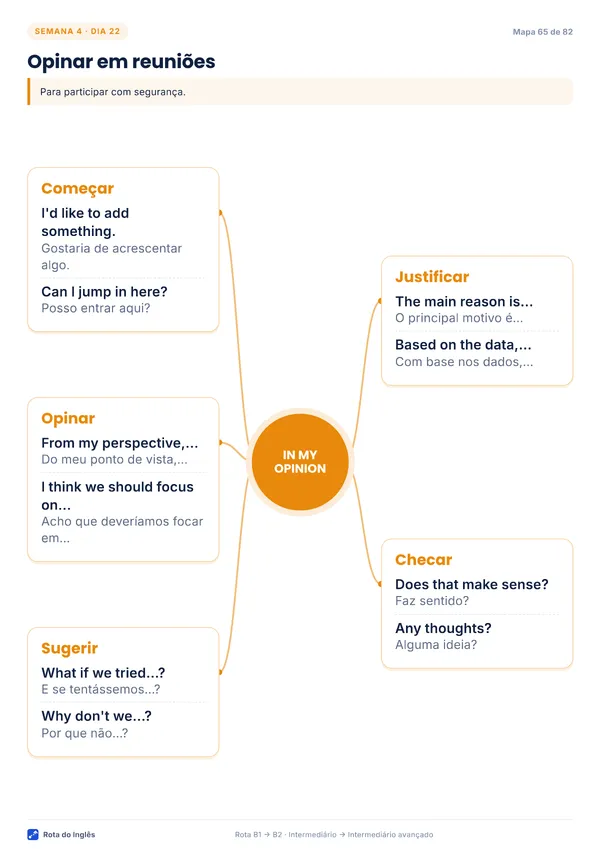 SEMANA 4 · DIA 22
Mapa 65 de 82
Opinar em reuniões
Para participar com segurança.
Começar
I'd like to add
something.
Gostaria de acrescentar
algo.
Can I jump in here?
Posso entrar aqui?
Opinar
From my perspective,...
Do meu ponto de vista,...
I think we should focus
on...
Acho que deveríamos focar
em...
Sugerir
What if we tried...?
E se tentássemos...?
Why don't we...?
Por que não...?
IN MY
OPINION
Justificar
The main reason is...
O principal motivo é...
Based on the data,...
Com base nos dados,...
Checar
Does that make sense?
Faz sentido?
Any thoughts?
Alguma ideia?
Rota do Inglês
Rota B1 → B2 · Intermediário → Intermediário avançado